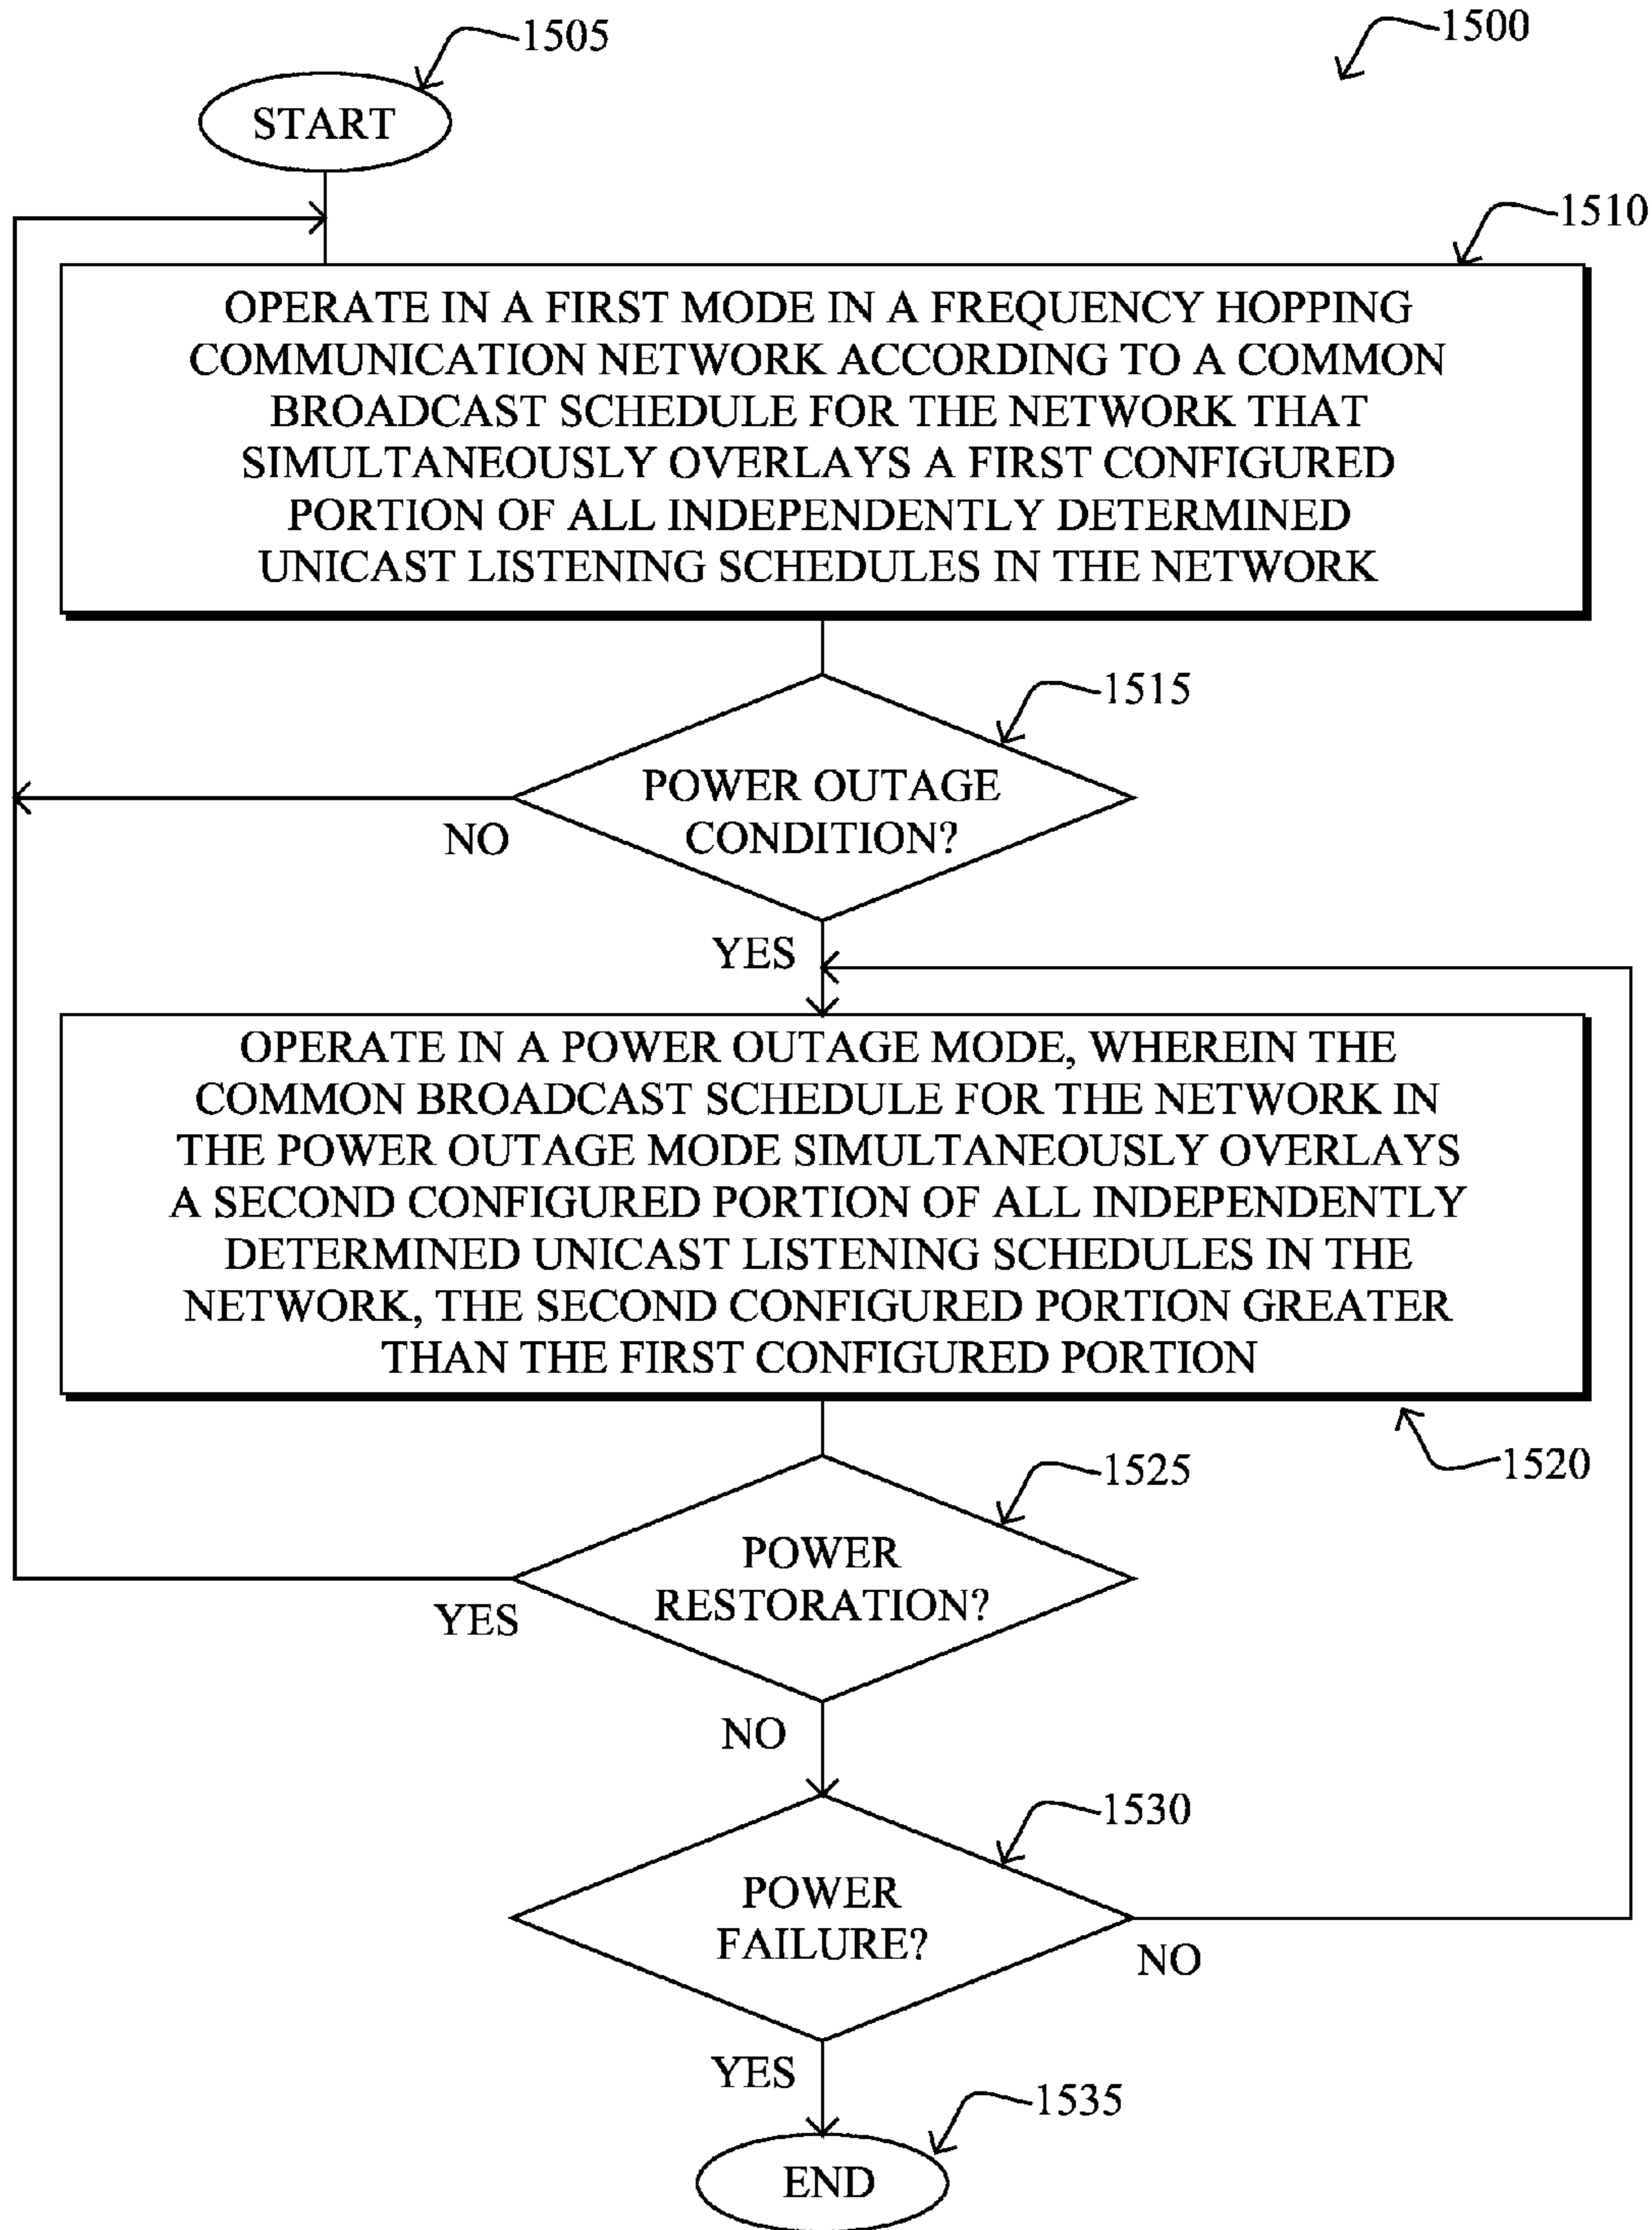 1505
1500
START
1510
OPERATE IN A FIRST MODE IN A FREQUENCY HOPPING
COMMUNICATION NETWORK ACCORDING TO A COMMON
BROADCAST SCHEDULE FOR THE NETWORK THAT
SIMULTANEOUSLY OVERLAYS A FIRST CONFIGURED
PORTION OF ALL INDEPENDENTLY DETERMINED
UNICAST LISTENING SCHEDULES IN THE NETWORK
1515
POWER OUTAGE
CONDITION?
NO
YES
OPERATE IN A POWER OUTAGE MODE, WHEREIN THE
COMMON BROADCAST SCHEDULE FOR THE NETWORK IN
THE POWER OUTAGE MODE SIMULTANEOUSLY OVERLAYS
A SECOND CONFIGURED PORTION OF ALL INDEPENDENTLY
DETERMINED UNICAST LISTENING SCHEDULES IN THE
NETWORK, THE SECOND CONFIGURED PORTION GREATER
THAN THE FIRST CONFIGURED PORTION
1520
1525
POWER
RESTORATION?
YES
NO
1530
POWER
FAILURE?
NO
YES
1535
END